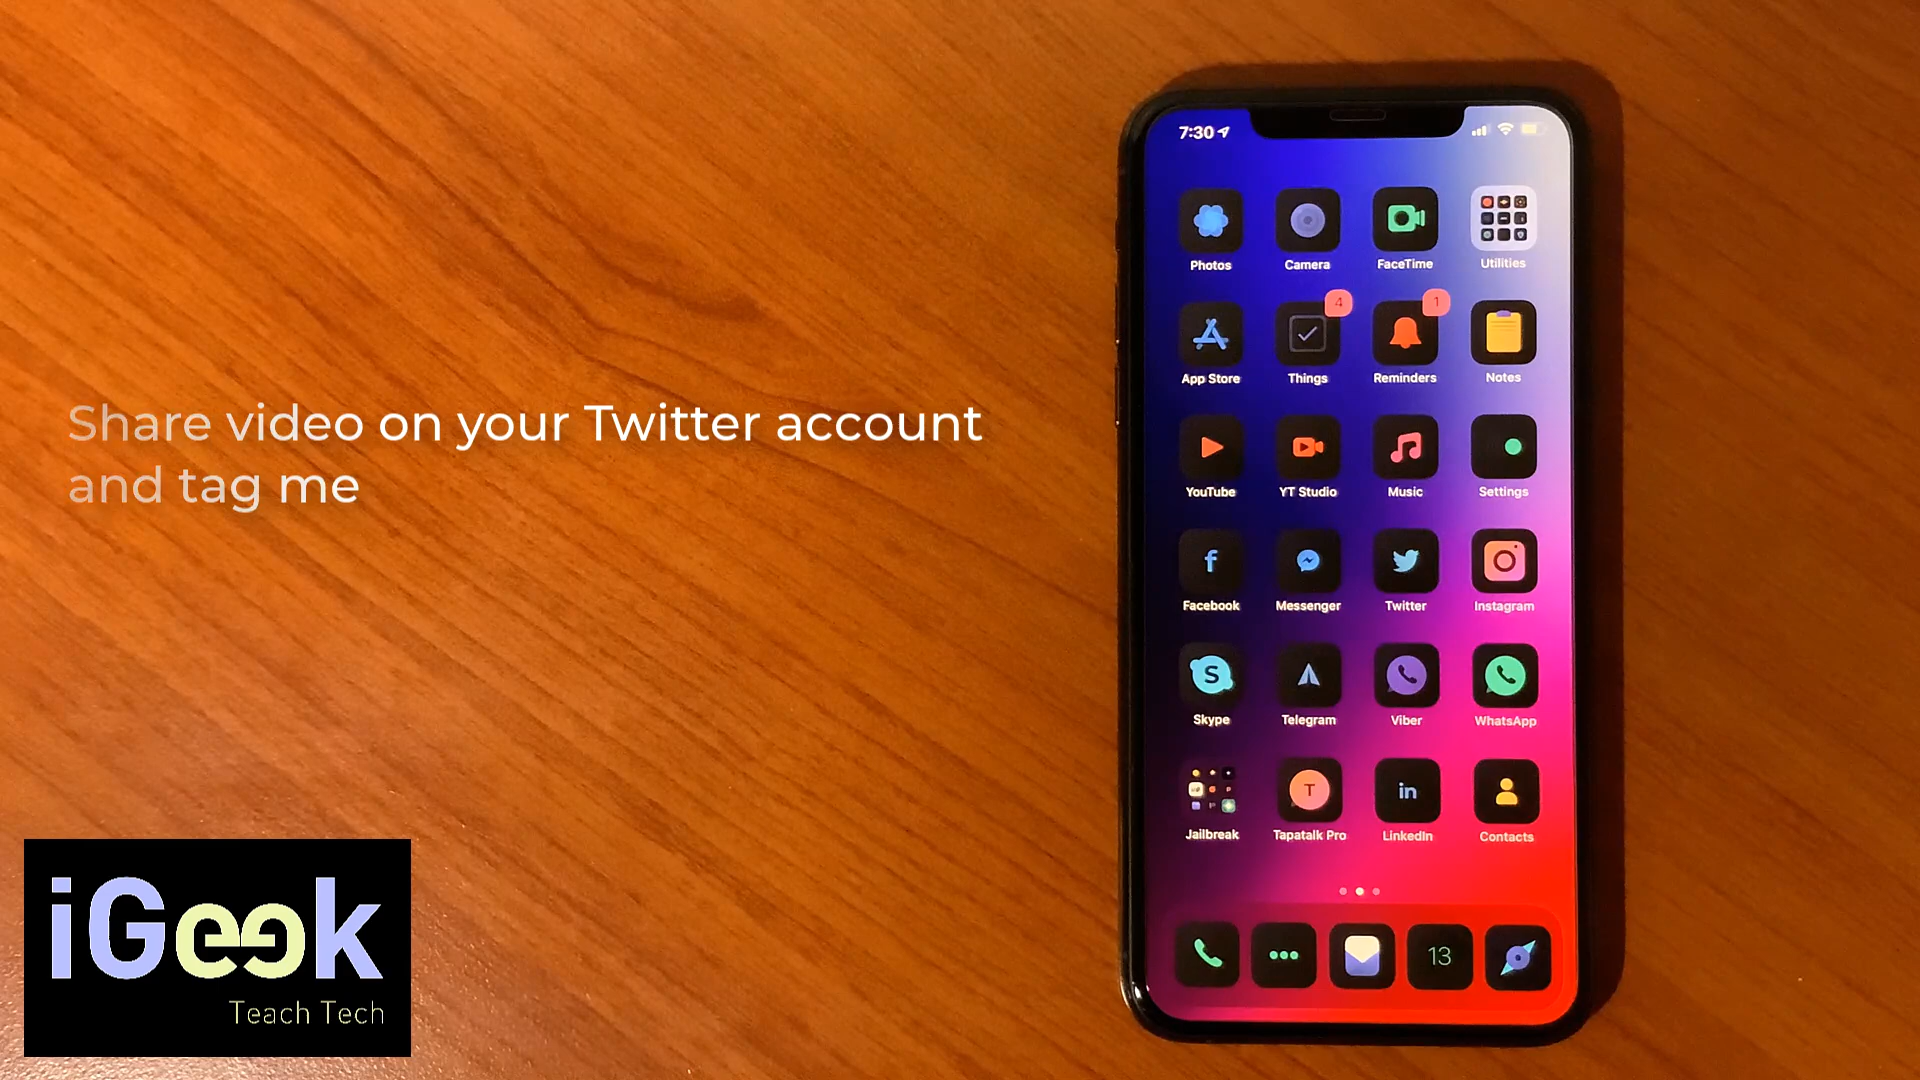 7:30
Photos
Camera
FaceTime
Utilities
4
1
App Store
Things
Reminders
Notes
Share video on your Twitter account
and tag me
YouTube
YT Studio
Music
Settings
f
Facebook
Messenger
Twitter
Instagram
S
Skype
Telegram
Viber
WhatsApp
T
in
Jailbreak
Tapatalk Pro
LinkedIn
Contacts
13
iGeek
Teach Tech